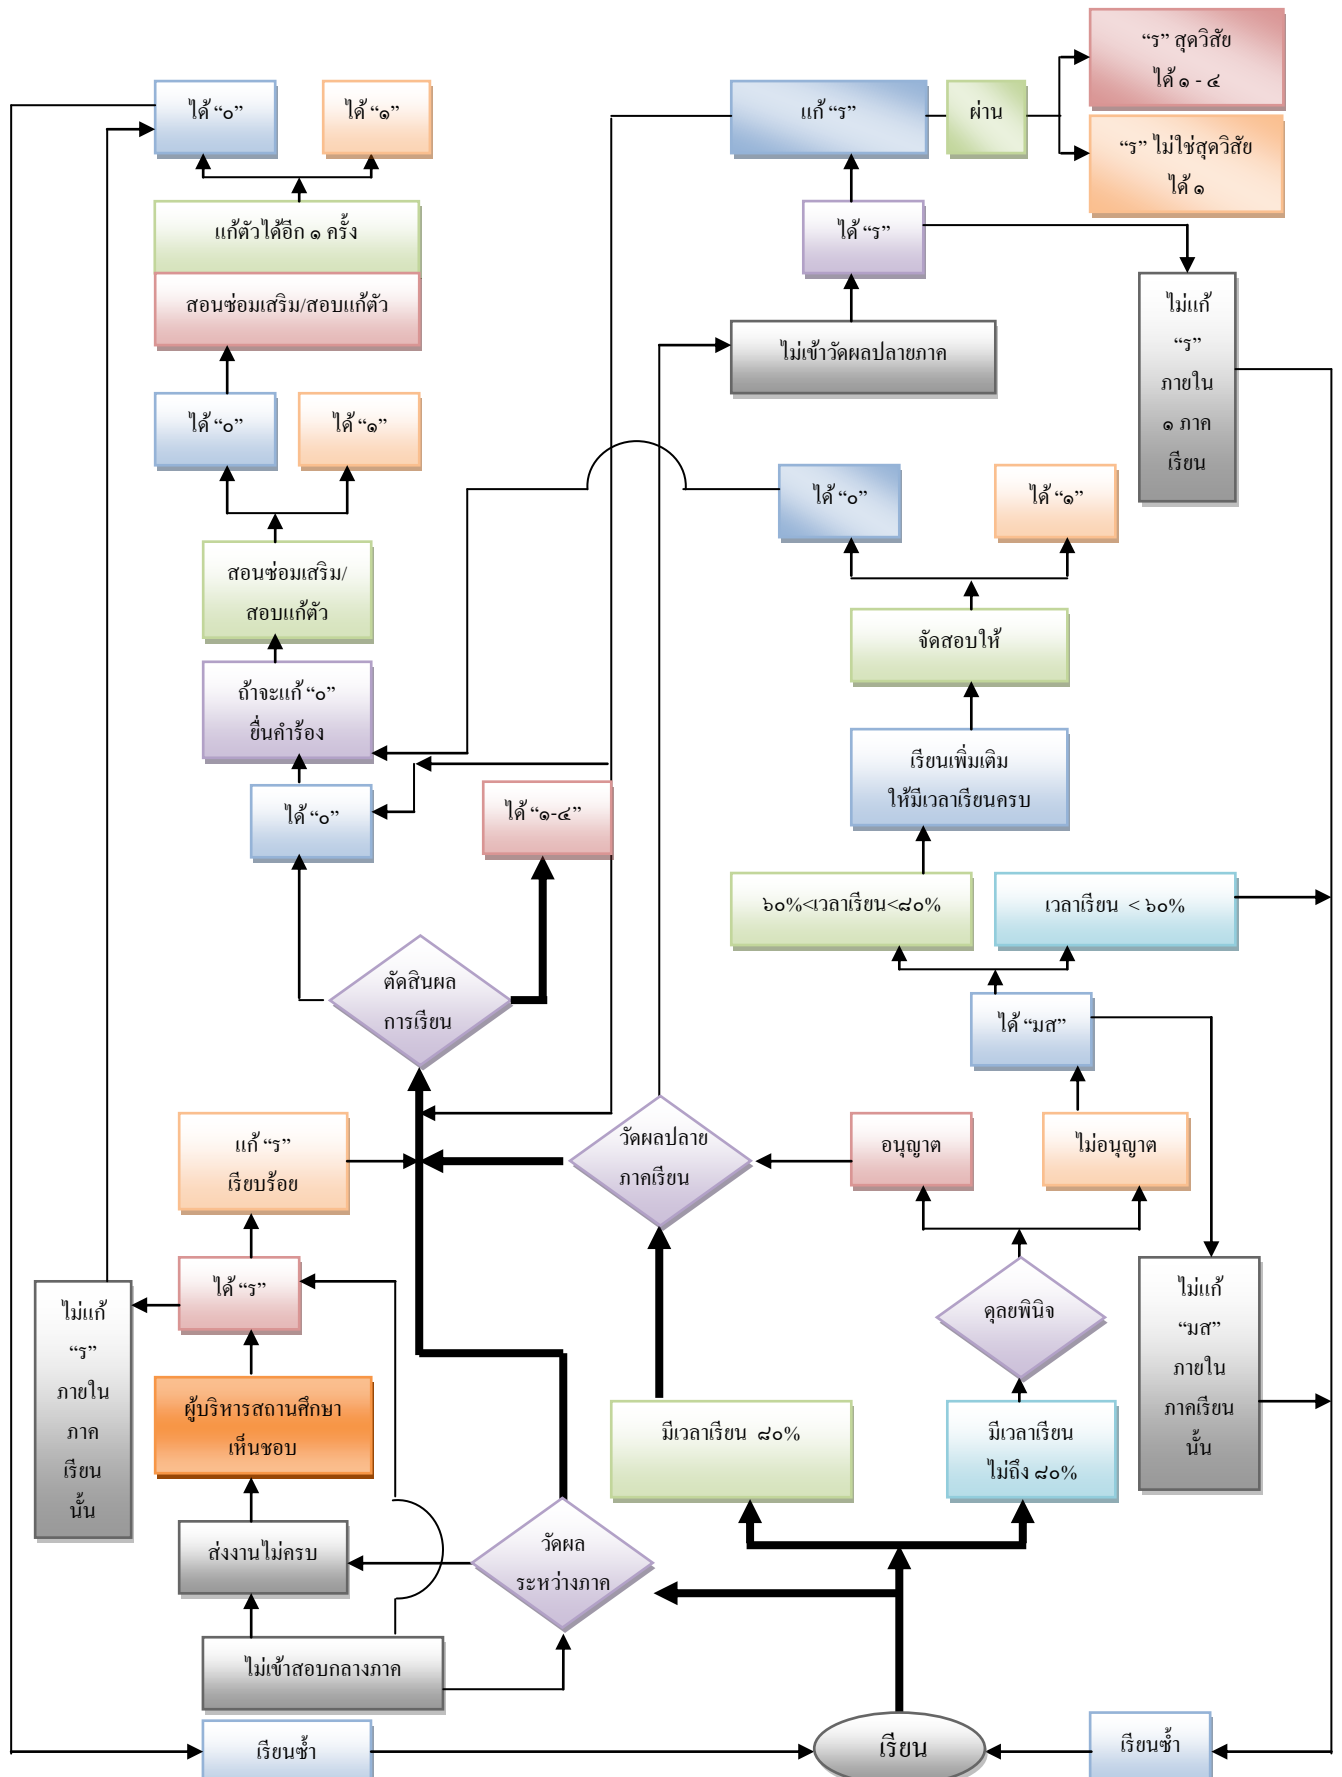 “ร” สุดวิสัย
ได้ ๑ - ๔
ได้ “๐”
ได้ “๑”
แก้ “ร”
ผ่าน
“ร” ไม่ใช่สุดวิสัย
ได้ ๑
แก้ตัวได้อีก ๑ ครั้ง
ได้ “ร”
สอนซ่อมเสริม/สอบแก้ตัว
ไม่แก้
“ร”
ภายใน
๑ ภาค
เรียน
ไม่เข้าวัดผลปลายภาค
ได้ “๐”
ได้ “๑”
ได้ “๐”
ได้ “๑”
สอนซ่อมเสริม/
สอบแก้ตัว
จัดสอบให้
ถ้าจะแก้ “๐”
ยื่นคำร้อง
เรียนเพิ่มเติม
ให้มีเวลาเรียนครบ
ได้ “๐”
ได้ “๑-๔”
๖๐%<เวลาเรียน<๘๐%
เวลาเรียน < ๖๐%
ตัดสินผล
การเรียน
ได้ “มส”
แก้ “ร”
เรียบร้อย
วัดผลปลาย
ภาคเรียน
อนุญาต
ไม่อนุญาต
ได้ “ร”
ไม่แก้
“ร”
ภายใน
ภาค
เรียน
นั้น
ดุลยพินิจ
ไม่แก้
“มส”
ภายใน
ภาคเรียน
นั้น
ผู้บริหารสถานศึกษา
เห็นชอบ
มีเวลาเรียน ๘๐%
มีเวลาเรียน
ไม่ถึง ๘๐%
ส่งงานไม่ครบ
วัดผล
ระหว่างภาค
ไม่เข้าสอบกลางภาค
เรียนซ้ำ
เรียน
เรียนซ้ำ